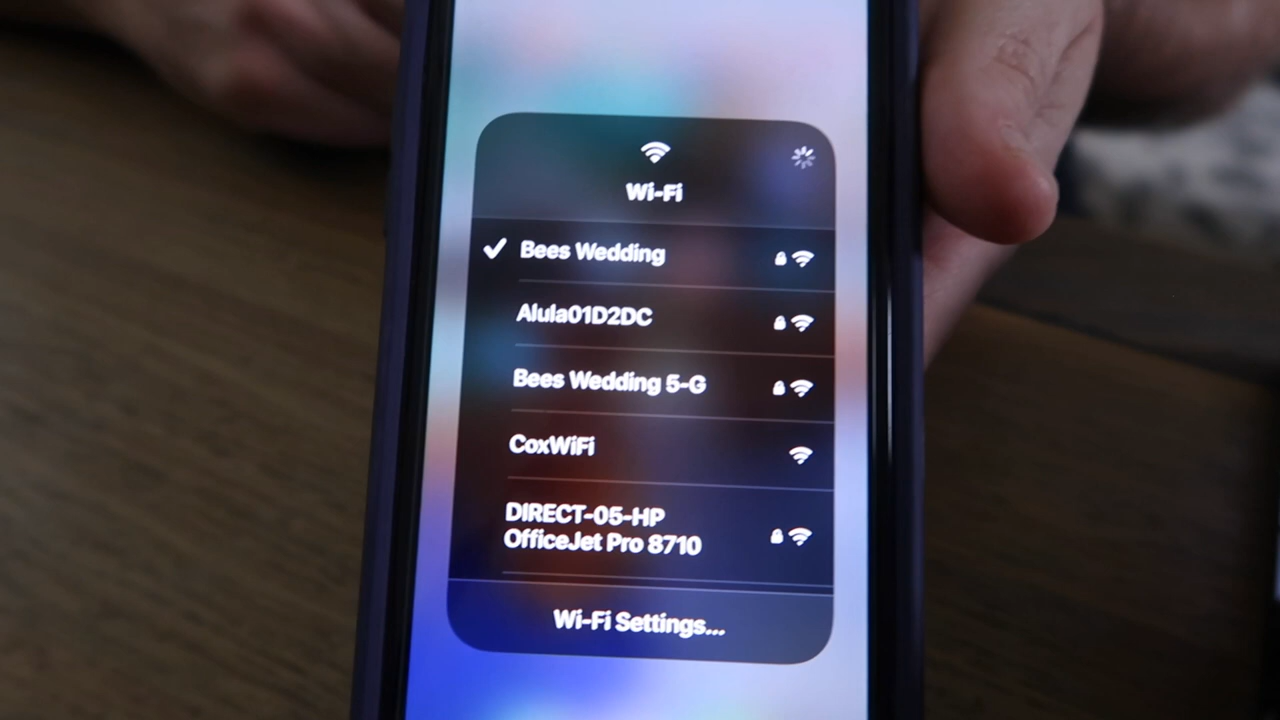 Wi-Fi
Bees Wedding
Alula01D2DC
Bees Wedding 5-G
CoxWiFi
DIRECT-05-HP
OfficeJet Pro 8710
Wi-Fi Settings...